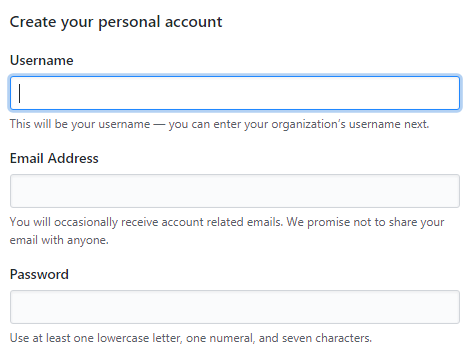 Create your personal account
Username
This will be your username — you can enter your organization’s username next.
Email Address
You will occasionally receive account related emails. We promise not to share your
email with anyone.
Password
Use at least one lowercase letter, one numeral, and seven characters.